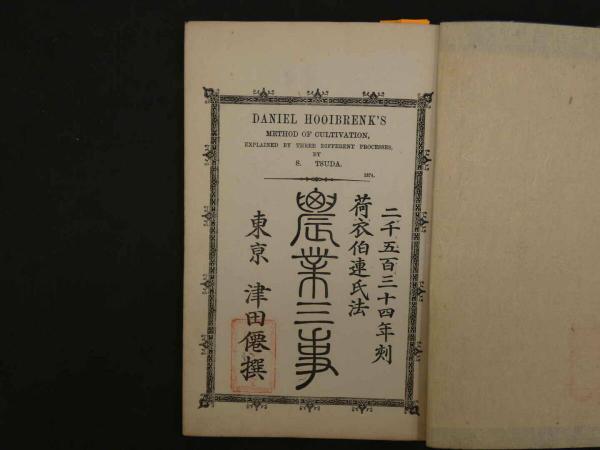 DANIEL HOOIBRENK'S
METHOD OF CULTIVATION,
EXPLAINED BY THREE DIFFERENT PROCESSES,
BY
S. TSUDA.
1874.
二千五百三十四年刻
荷衣伯連氏法
農業三事
東京 津田僊撰